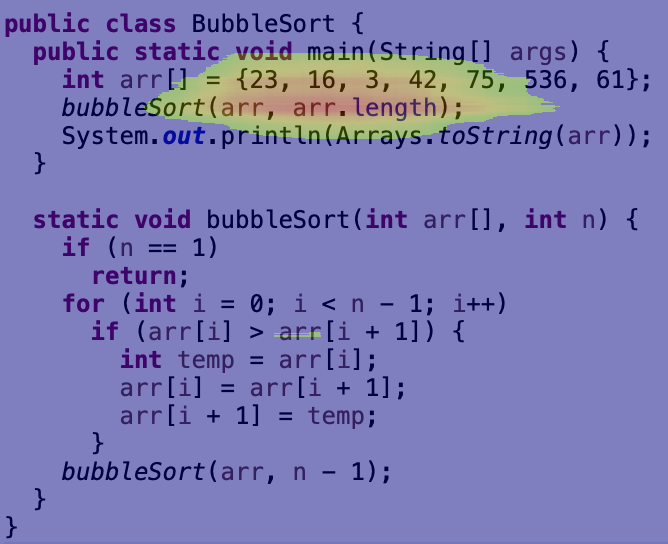 public class BubbleSort {
  public static void main(String[] args) {
    int arr[] = {23, 16, 3, 42, 75, 536, 61};
    bubbleSort(arr, arr.length);
    System.out.println(Arrays.toString(arr));
  }

  static void bubbleSort(int arr[], int n) {
    if (n == 1)
      return;
    for (int i = 0; i < n - 1; i++)
      if (arr[i] > arr[i + 1]) {
        int temp = arr[i];
        arr[i] = arr[i + 1];
        arr[i + 1] = temp;
      }
    bubbleSort(arr, n - 1);
  }
}